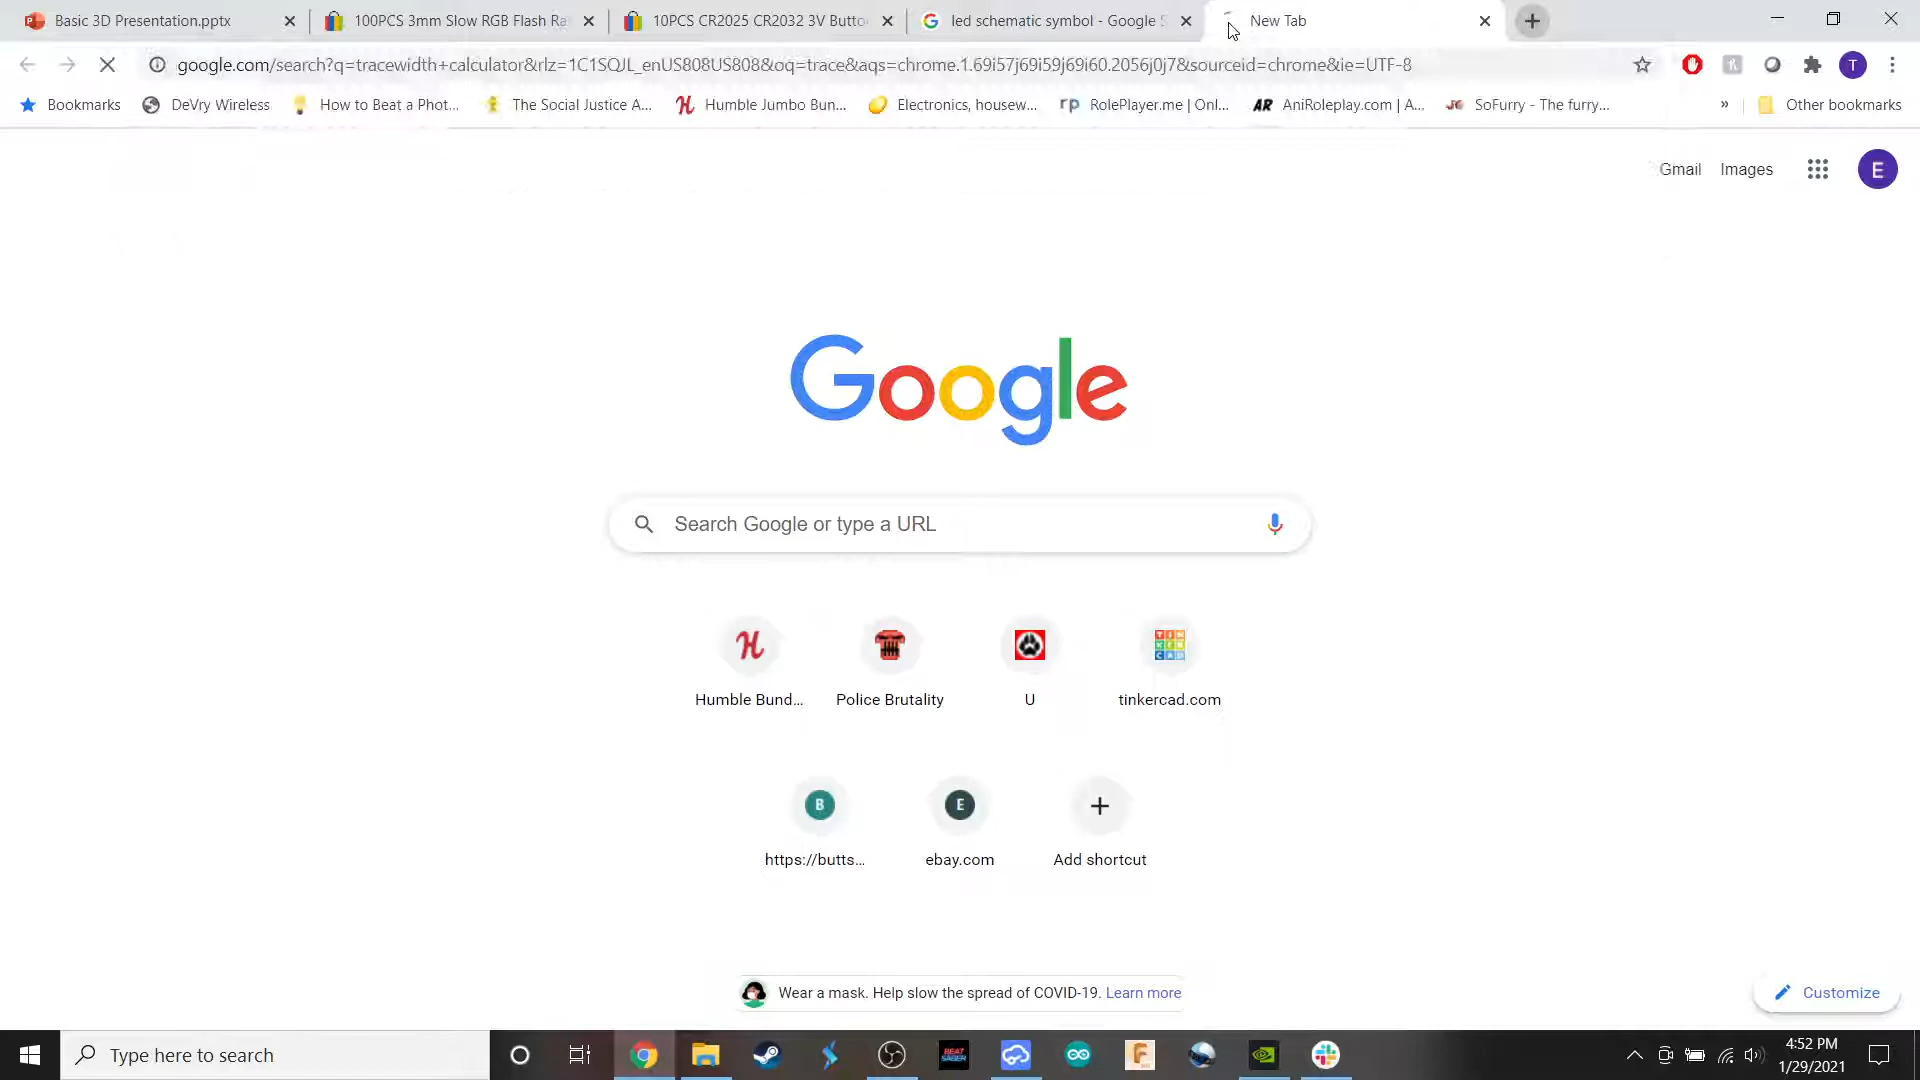 Basic 3D Presentation.pptx
100PCS 3mm Slow RGB Flash Ra
10PCS CR2025 CR2032 3V Butto
led schematic symbol - Google S
New Tab
google.com/search?q=tracewidth+calculator&rlz=1C1SQJL_enUS808US808&oq=trace&aqs=chrome.1.69i57j69i59j69i60.2056j0j7&sourceid=chrome&ie=UTF-8
T
Bookmarks
DeVry Wireless
How to Beat a Phot...
The Social Justice A...
Humble Jumbo Bun...
Electronics, housew...
rp RolePlayer.me | Onl...
AR AniRoleplay.com | A...
SoFurry - The furry...
»
Other bookmarks
Gmail
Images
E
Google
Search Google or type a URL
Humble Bund...
Police Brutality
U
tinkercad.com
B
E
https://butts...
ebay.com
Add shortcut
Wear a mask. Help slow the spread of COVID-19. Learn more
Customize
Type here to search
BEAT SABER
4:52 PM
1/29/2021